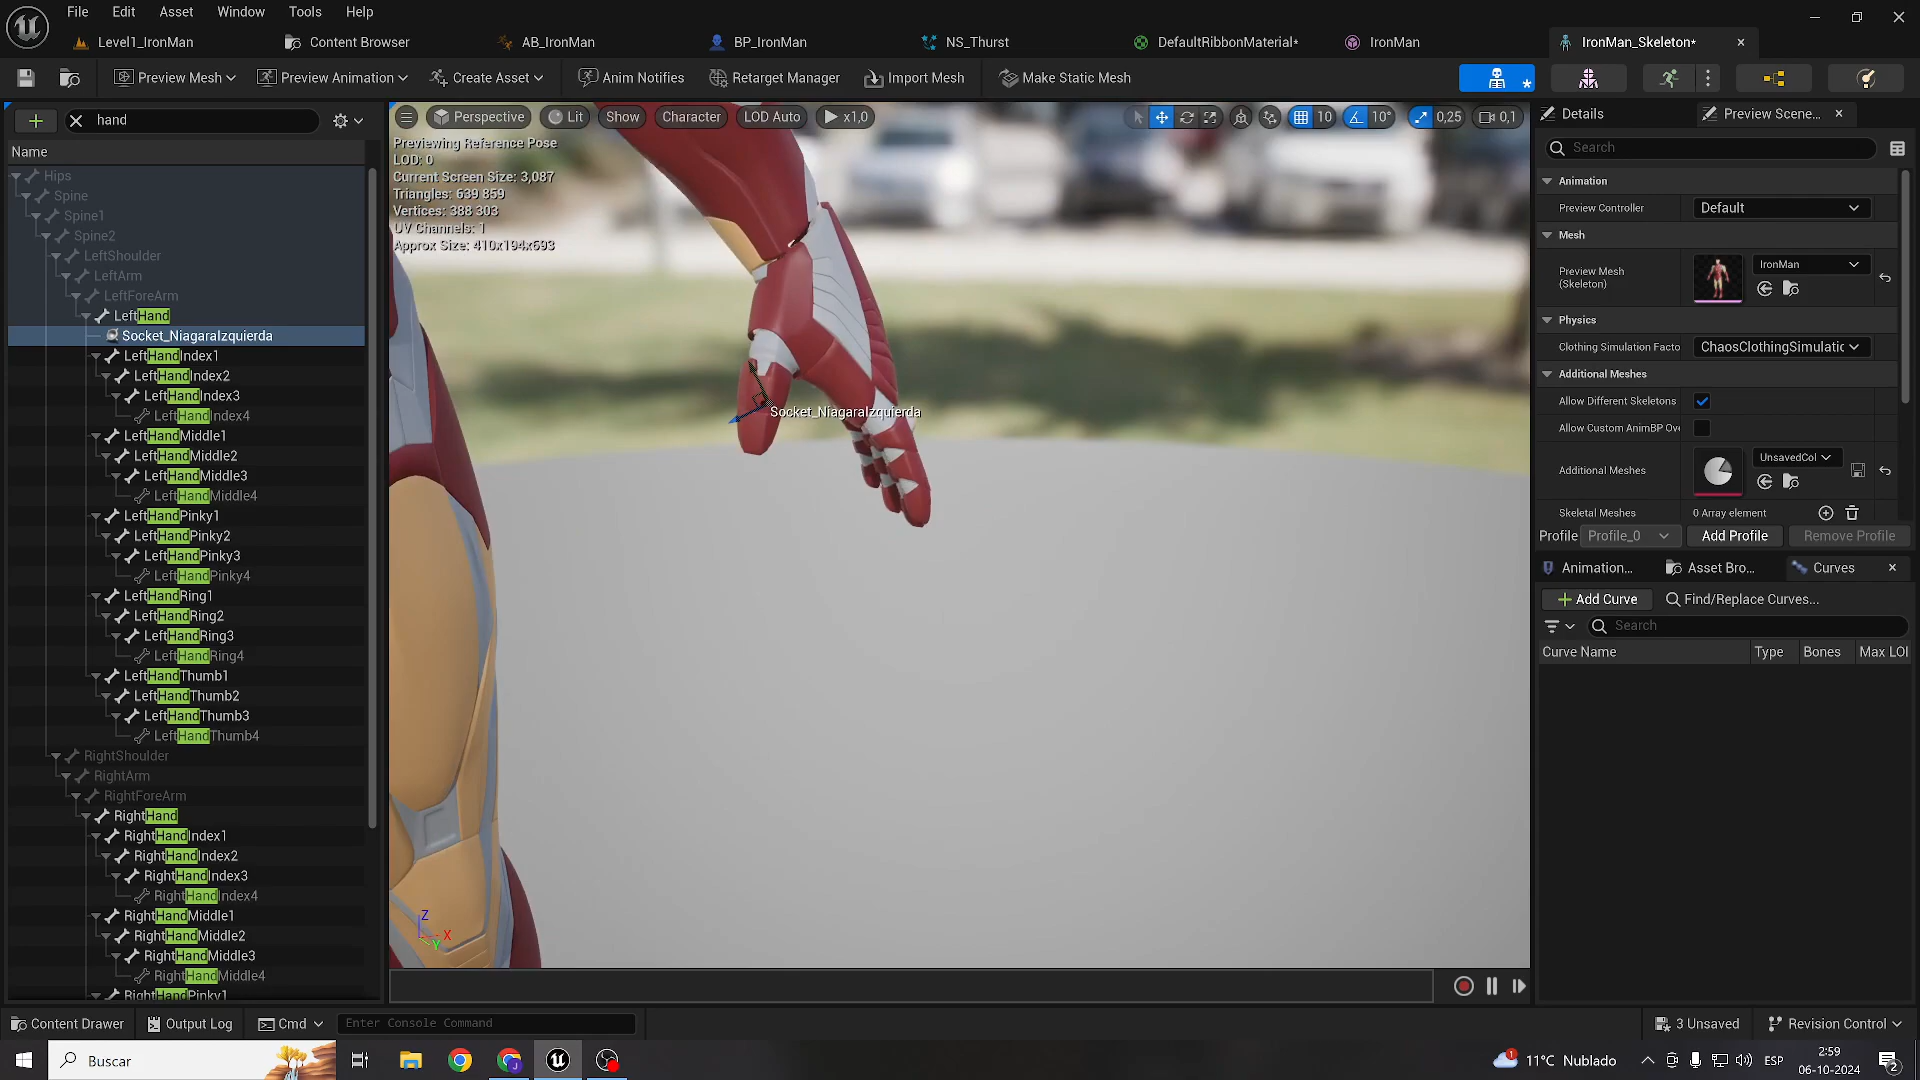 File Edit Asset Window Tools Help
Level1_IronMan Content Browser AB_IronMan BP_IronMan NS_Thurst DefaultRibbonMaterial* IronMan IronMan_Skeleton*
Preview Mesh Preview Animation Create Asset Anim Notifies Retarget Manager Import Mesh Make Static Mesh
hand
Name
Hips
Spine
Spine1
Spine2
LeftShoulder
LeftArm
LeftForeArm
LeftHand
Socket_NiagaraIzquierda
LeftHandIndex1
LeftHandIndex2
LeftHandIndex3
LeftHandIndex4
LeftHandMiddle1
LeftHandMiddle2
LeftHandMiddle3
LeftHandMiddle4
LeftHandPinky1
LeftHandPinky2
LeftHandPinky3
LeftHandPinky4
LeftHandRing1
LeftHandRing2
LeftHandRing3
LeftHandRing4
LeftHandThumb1
LeftHandThumb2
LeftHandThumb3
LeftHandThumb4
RightShoulder
RightArm
RightForeArm
RightHand
RightHandIndex1
RightHandIndex2
RightHandIndex3
RightHandIndex4
RightHandMiddle1
RightHandMiddle2
RightHandMiddle3
RightHandMiddle4
RightHandPinky1
Perspective Lit Show Character LOD Auto x1,0 10 10° 0,25 0,1
Previewing Reference Pose
LOD: 0
Current Screen Size: 3,087
Triangles: 639 859
Vertices: 388 303
UV Channels: 1
Approx Size: 410x194x693
Socket_NiagaraIzquierda
Z
X
Y
Details Preview Scene...
Search
Animation
Preview Controller Default
Mesh
Preview Mesh (Skeleton) IronMan
Physics
Clothing Simulation Facto ChaosClothingSimulatic
Additional Meshes
Allow Different Skeletons
Allow Custom AnimBP Ov
Additional Meshes UnsavedCol
Skeletal Meshes 0 Array element
Profile Profile_0 Add Profile Remove Profile
Animation... Asset Bro... Curves
Add Curve Find/Replace Curves...
Search
Curve Name Type Bones Max LOI
Content Drawer Output Log Cmd Enter Console Command 3 Unsaved Revision Control
Buscar 1 11°C Nublado ESP 2:59
06-10-2024 2